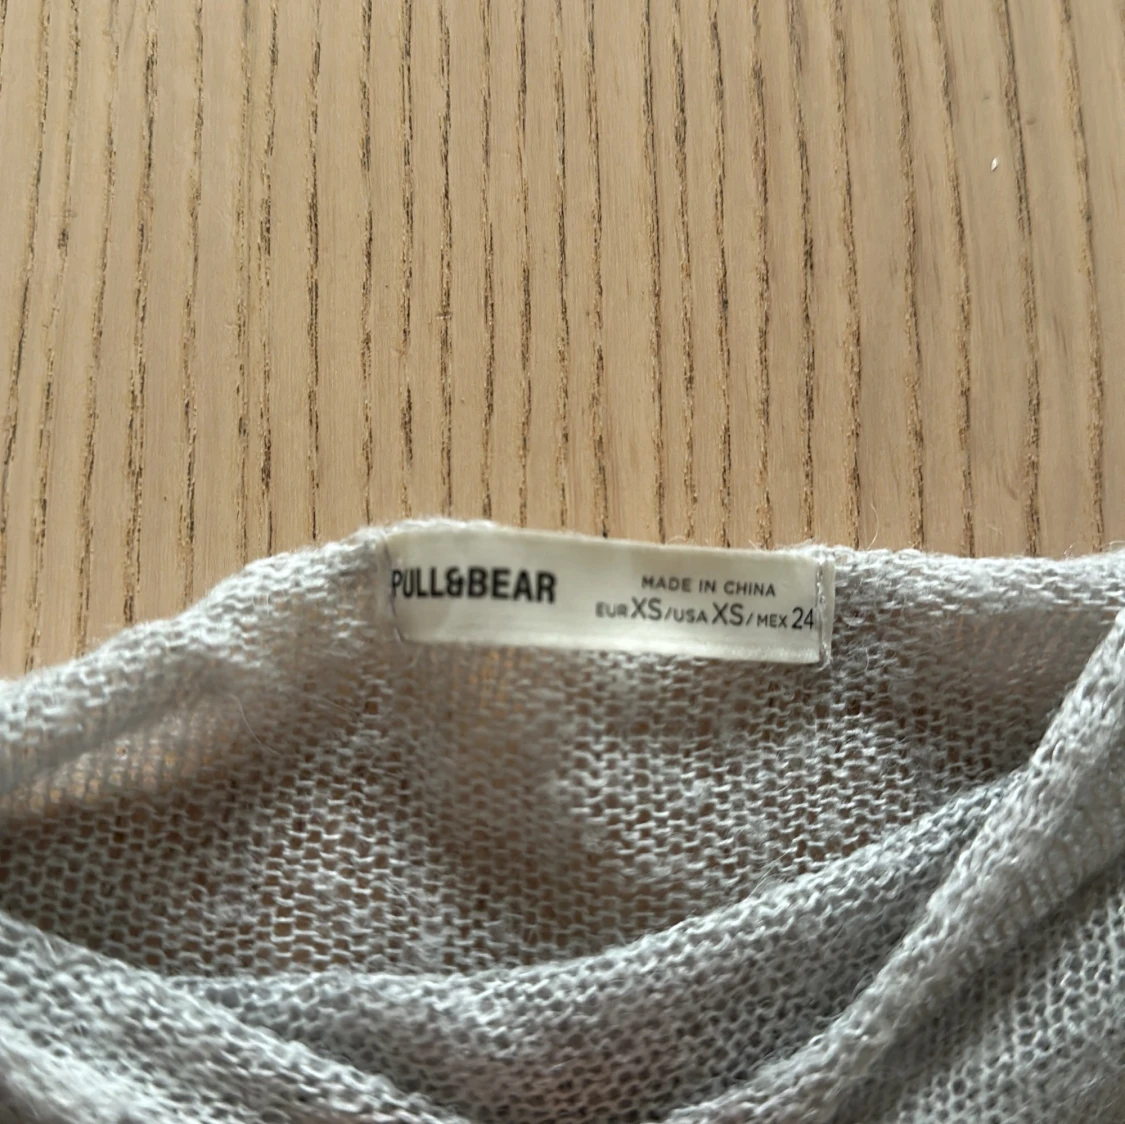 PULL&BEAR
MADE IN CHINA
EUR XS/USA XS/MEX 24